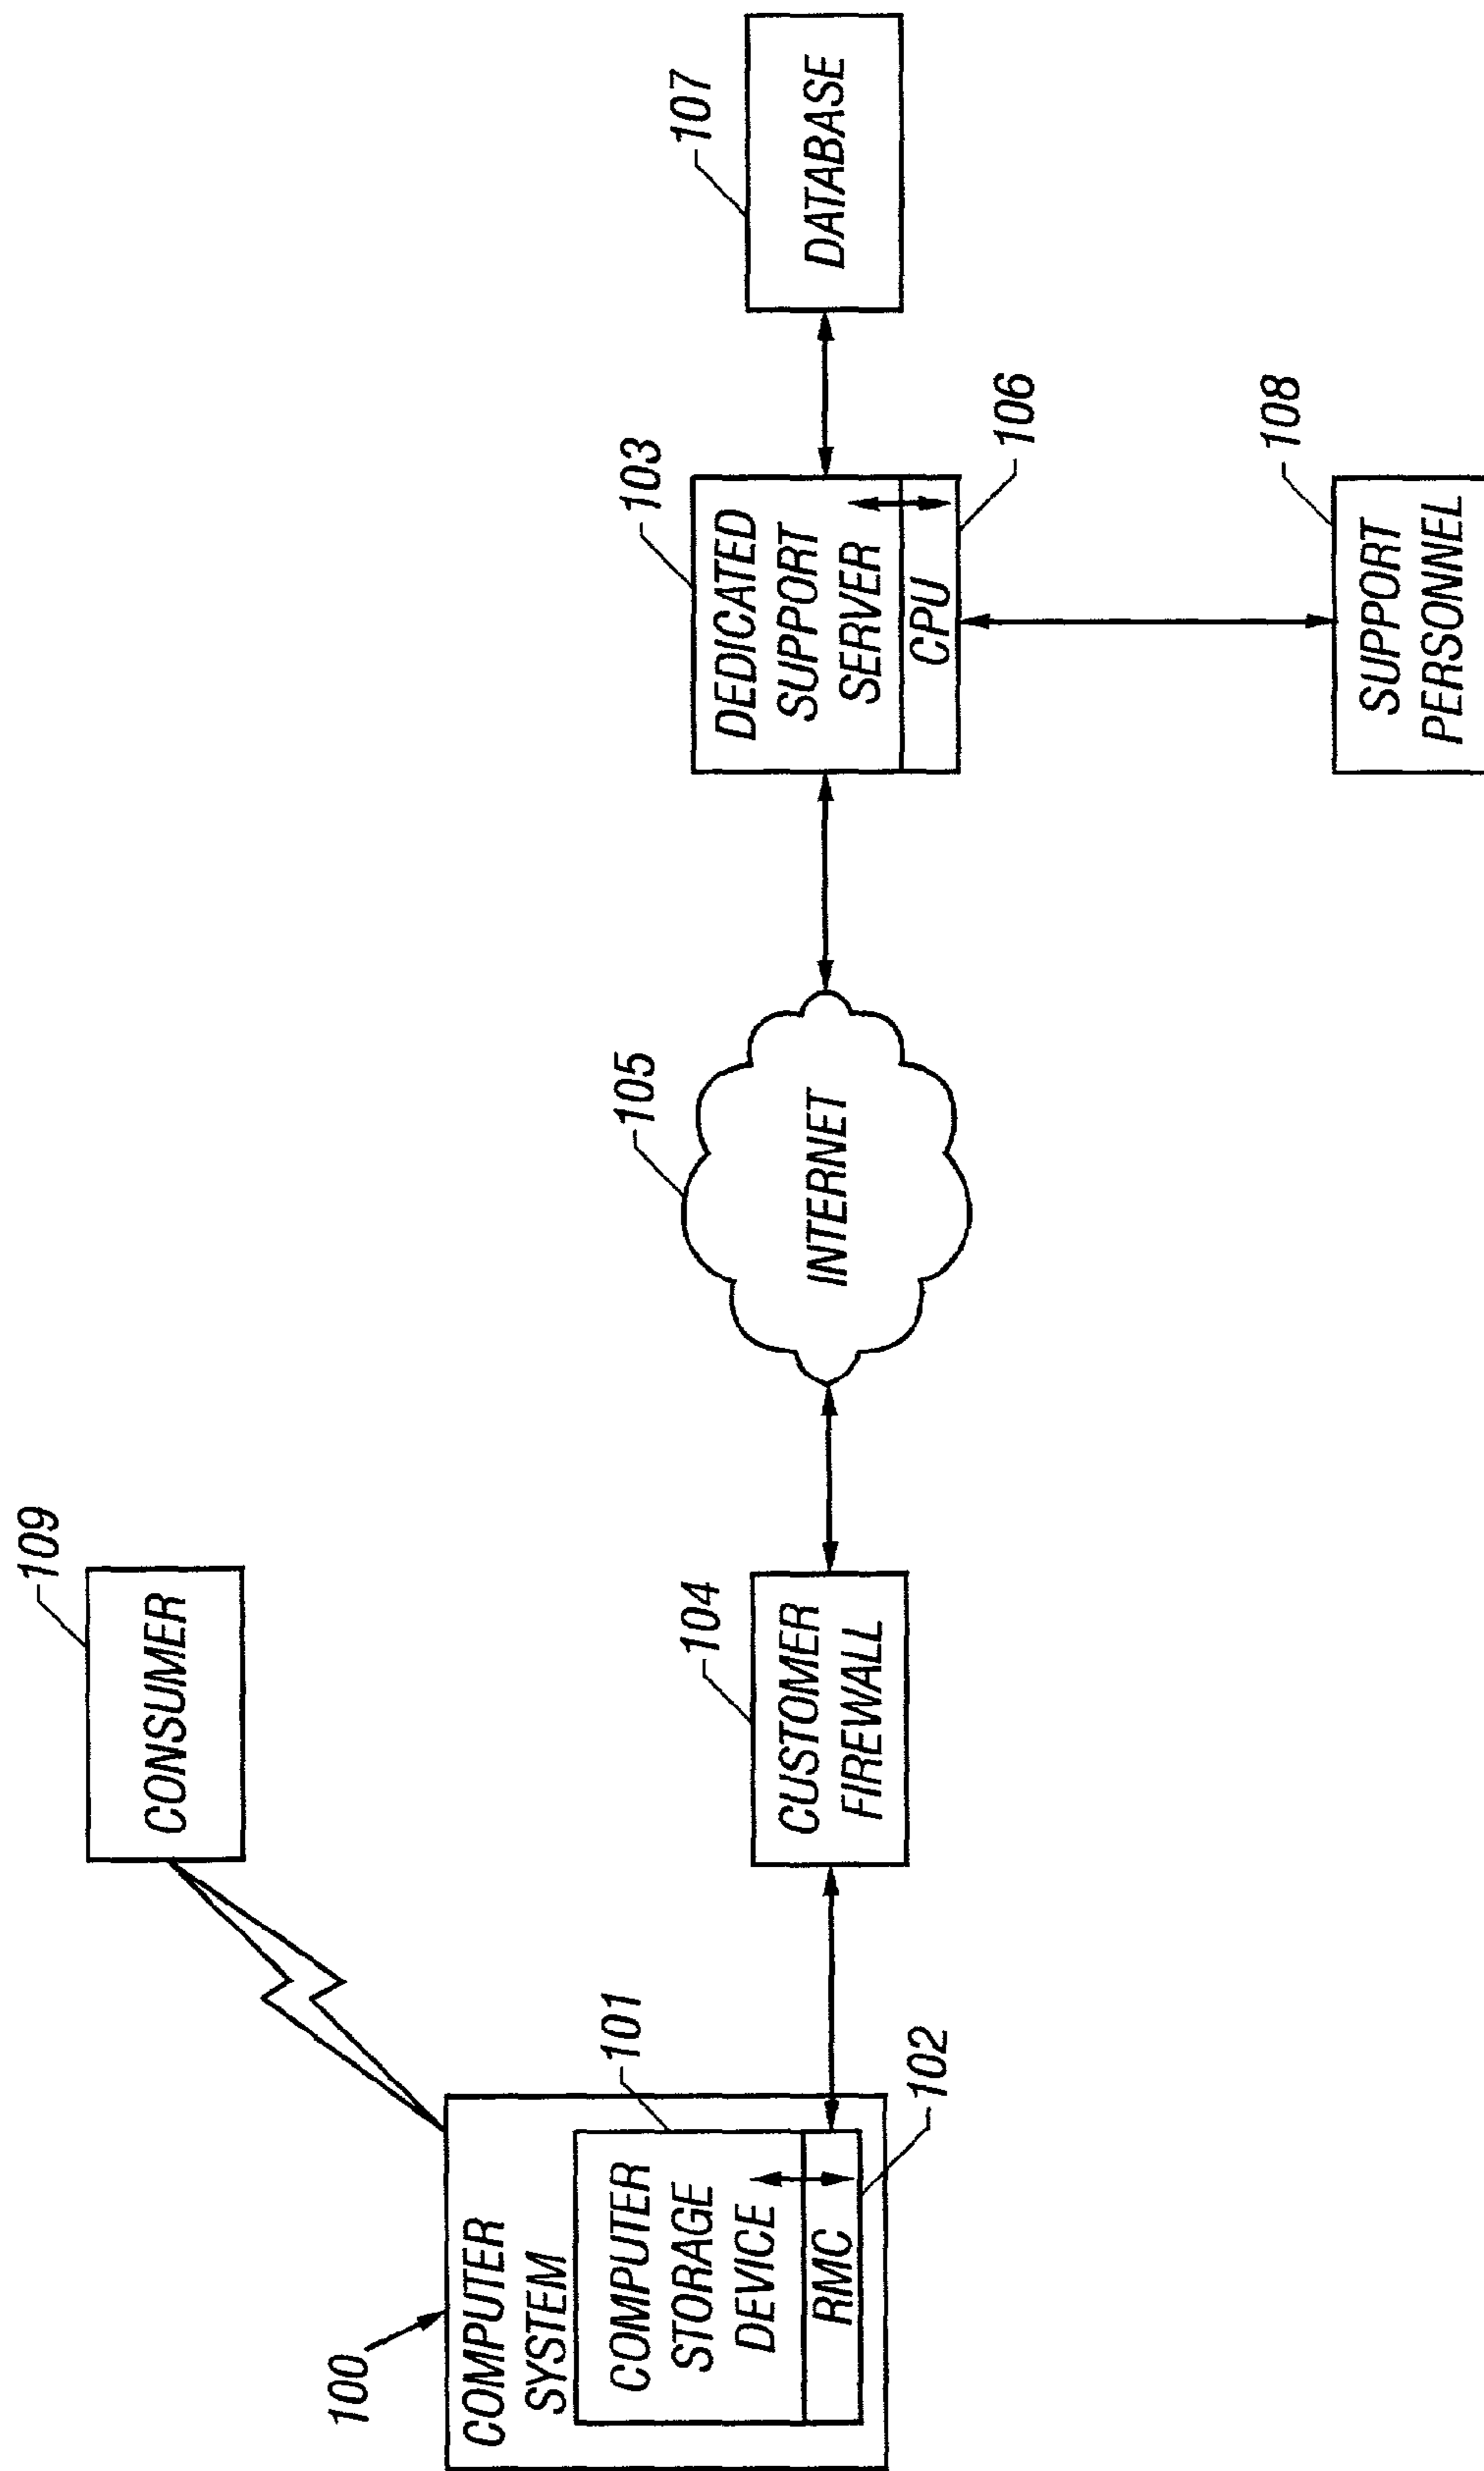 109
CONSUMER
100
COMPUTER
SYSTEM
101
COMPUTER
STORAGE
DEVICE
RMC
102
104
CUSTOMER
FIREWALL
105
INTERNET
103
DEDICATED
SUPPORT
SERVER
CPU
106
107
DATABASE
108
SUPPORT
PERSONNEL